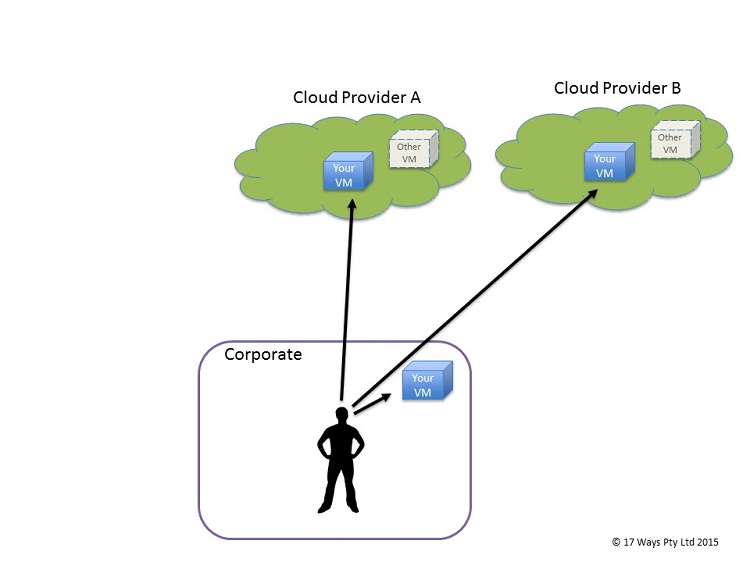 Cloud Provider A
Cloud Provider B
Your
VM
Other
VM
Your
VM
Other
VM
Corporate
Your
VM
© 17 Ways Pty Ltd 2015